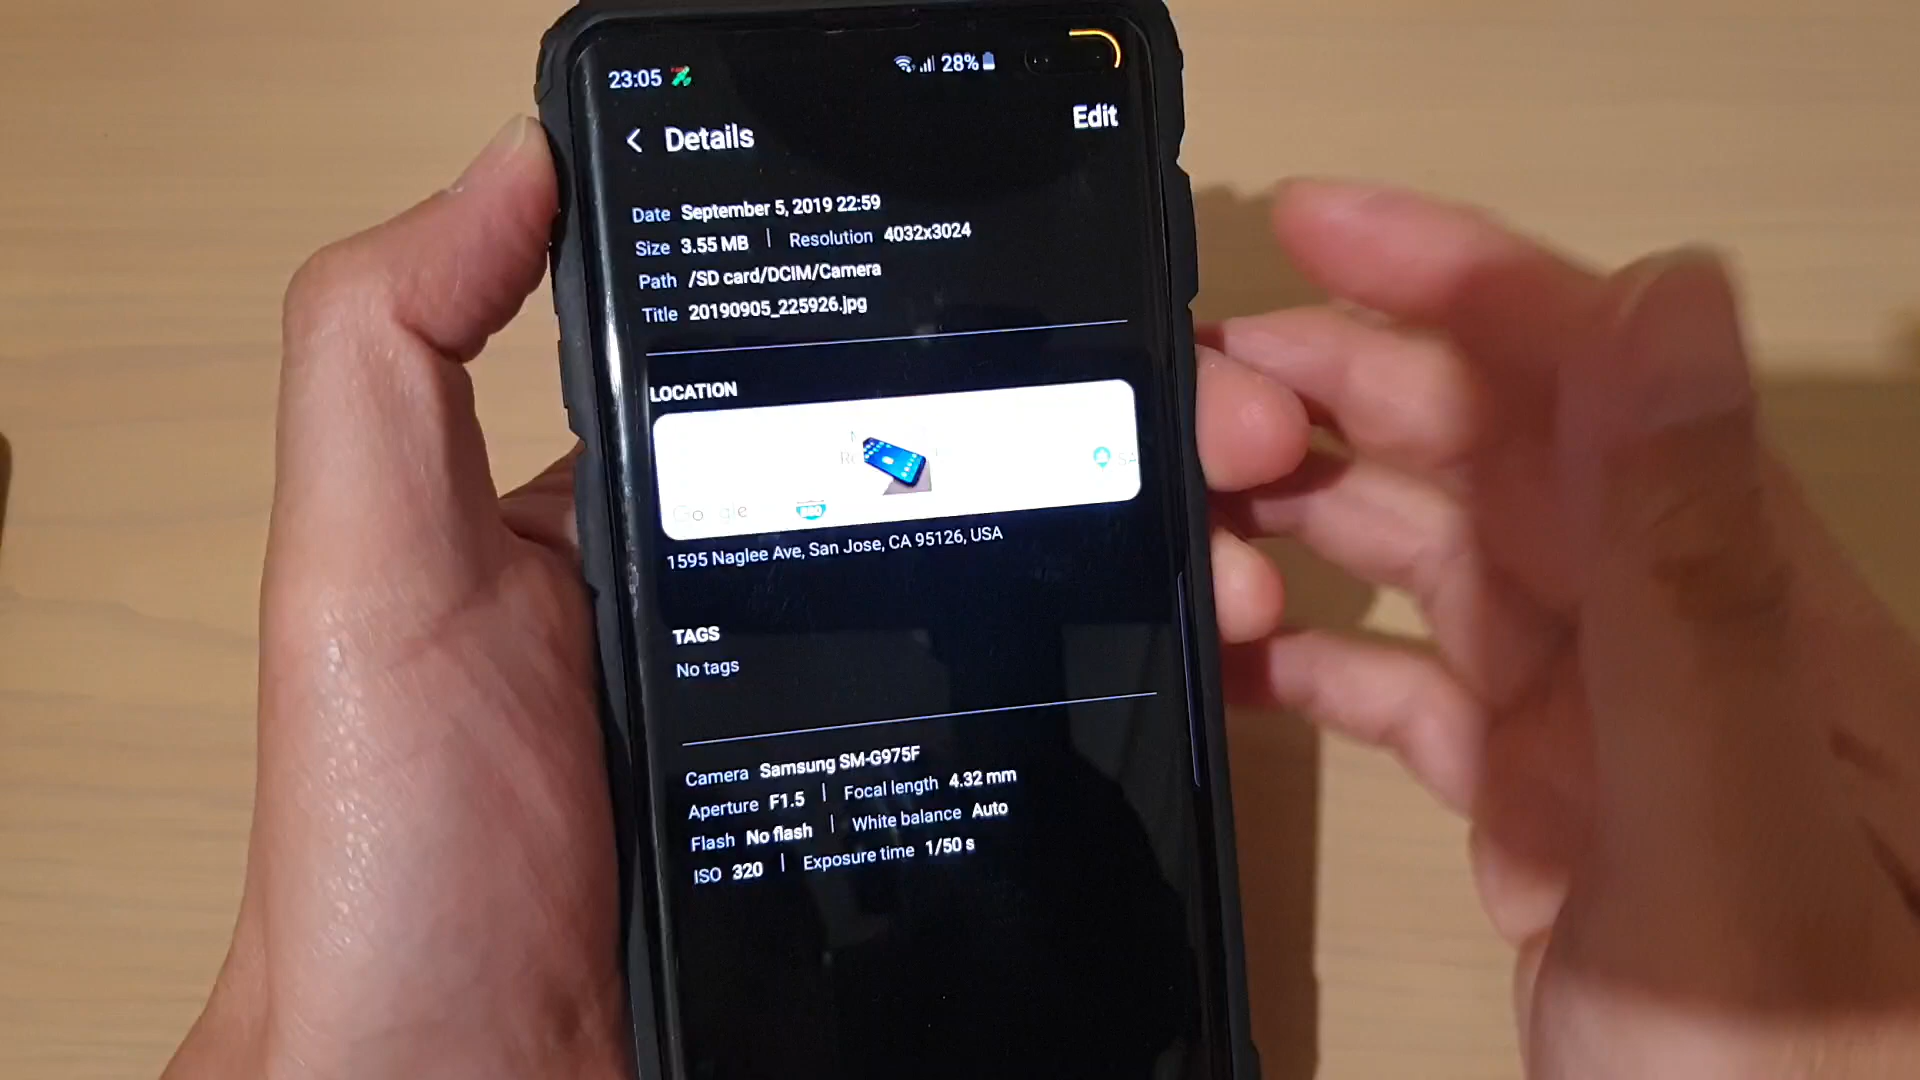 23:05 28%
Details Edit
Date September 5, 2019 22:59
Size 3.55 MB | Resolution 4032x3024
Path /SD card/DCIM/Camera
Title 20190905_225926.jpg
LOCATION
Google 880
1595 Naglee Ave, San Jose, CA 95126, USA
TAGS
No tags
Camera Samsung SM-G975F
Aperture F1.5 | Focal length 4.32 mm
Flash No flash | White balance Auto
ISO 320 | Exposure time 1/50 s